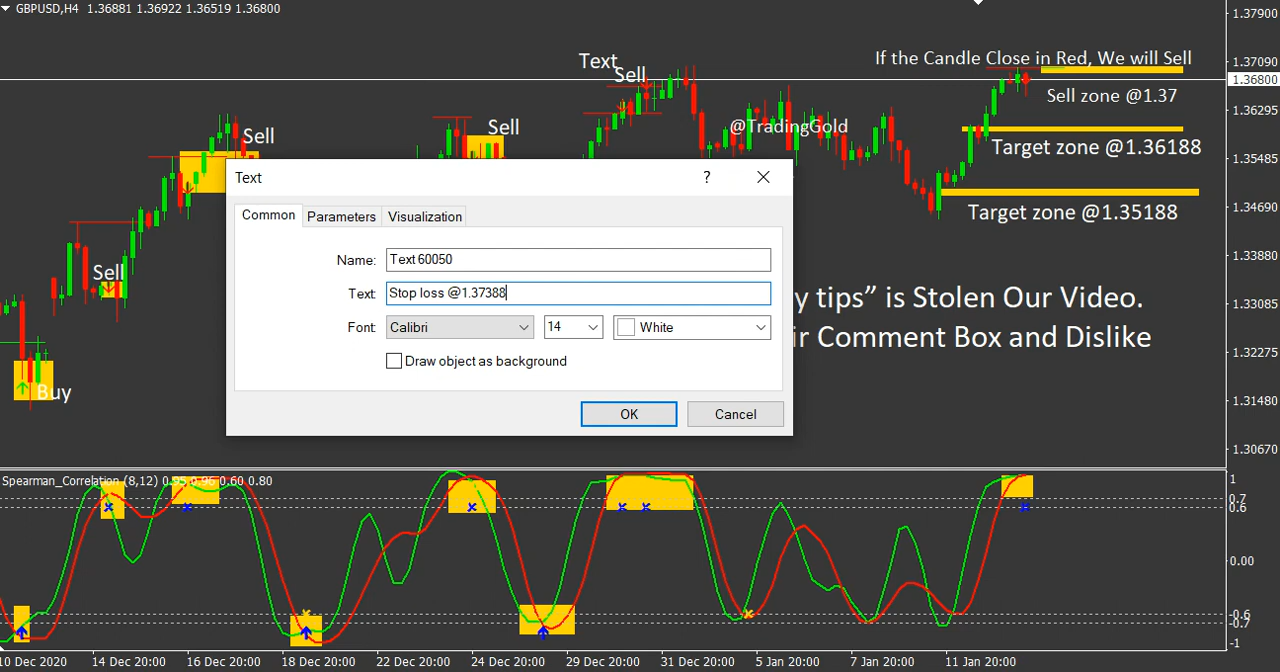 GBPUSD,H4 1.36881 1.36922 1.36519 1.36800
1.37900
If the Candle Close in Red, We will Sell
1.37090
Text
Sell
1.36800
Sell zone @1.37
1.36295
@TradingGold
Sell
Sell
Target zone @1.36188
1.35485
Text
? 
Common
Parameters
Visualization
Target zone @1.35188
1.34690
Name:
Text 60050
1.33880
Sell
Text:
Stop loss @1.37388
y tips” is Stolen Our Video.
1.33085
Font:
Calibri
14
White
ir Comment Box and Dislike
1.32275
Draw object as background
Buy
1.31480
OK
Cancel
1.30670
Spearman_Correlation (8,12) 0.95 0.96 0.60 0.80
1
0.7
0.6
0.00
-0.6
-0.7
-1
10 Dec 2020
14 Dec 20:00
16 Dec 20:00
18 Dec 20:00
22 Dec 20:00
24 Dec 20:00
29 Dec 20:00
31 Dec 20:00
5 Jan 20:00
7 Jan 20:00
11 Jan 20:00